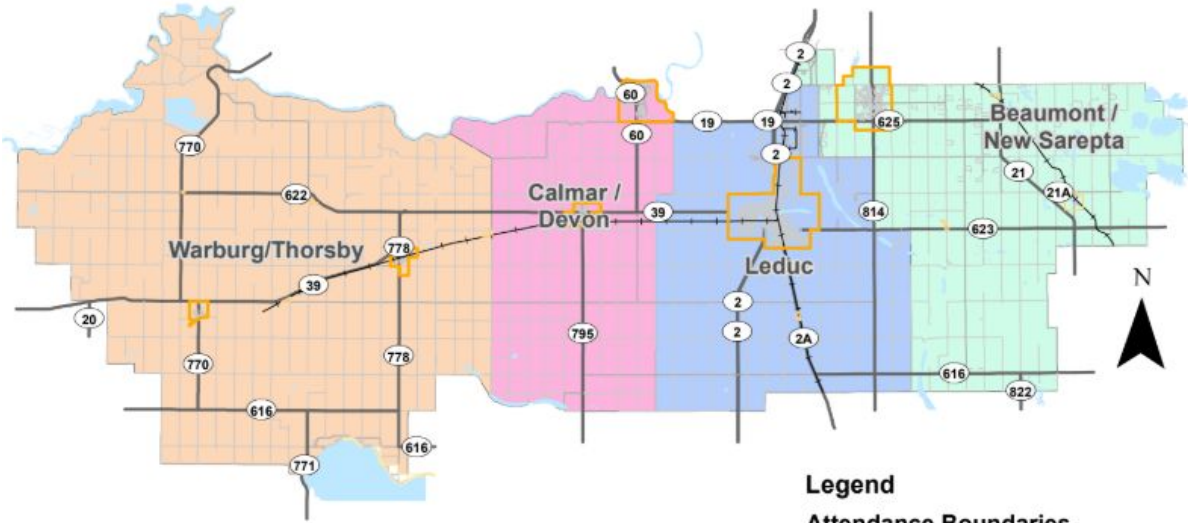 2
2
60
19
19
625
Beaumont /
New Sarepta
60
770
2
21
21A
622
Calmar /
Devon
39
814
623
Warburg/Thorsby
778
Leduc
39
N
20
2
2
795
2A
770
778
616
822
616
616
771
Legend
Attendance Boundaries